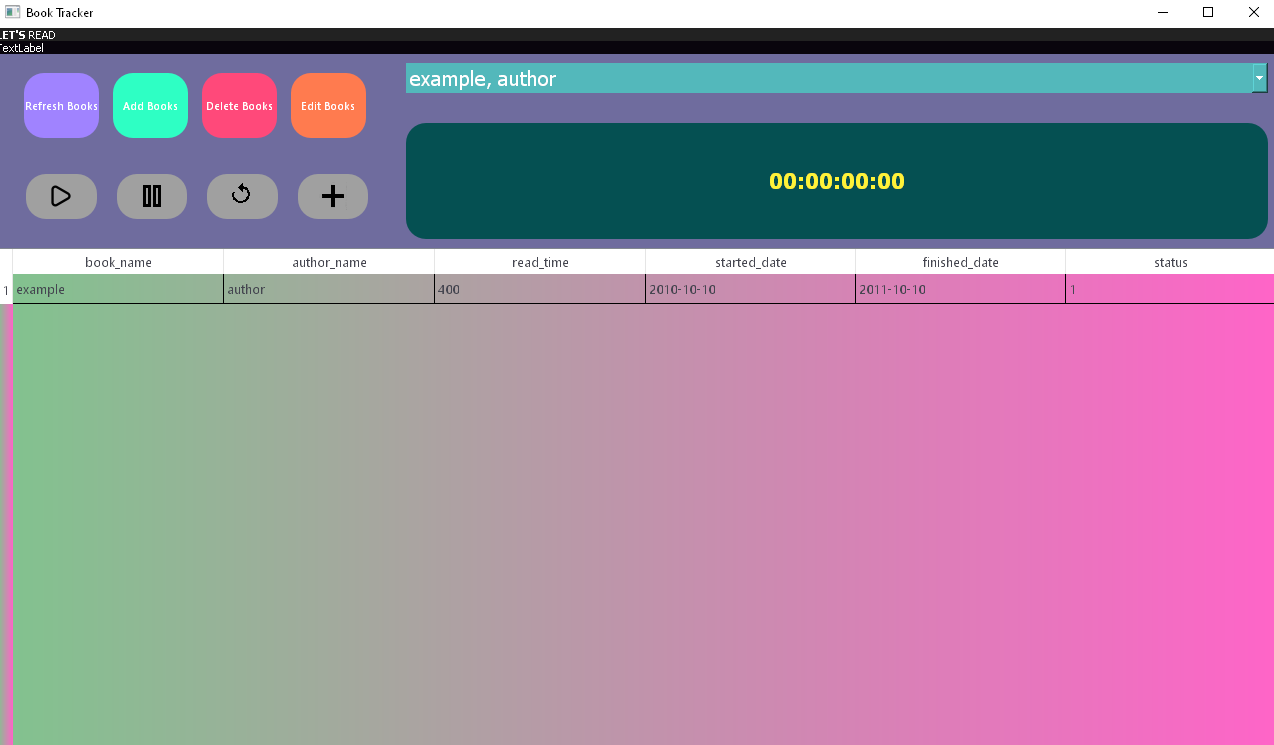 Book Tracker
LET'S READ
TextLabel
Refresh Books Add Books Delete Books Edit Books
example, author
00:00:00:00
book_name author_name read_time started_date finished_date status
1 example author 400 2010-10-10 2011-10-10 1